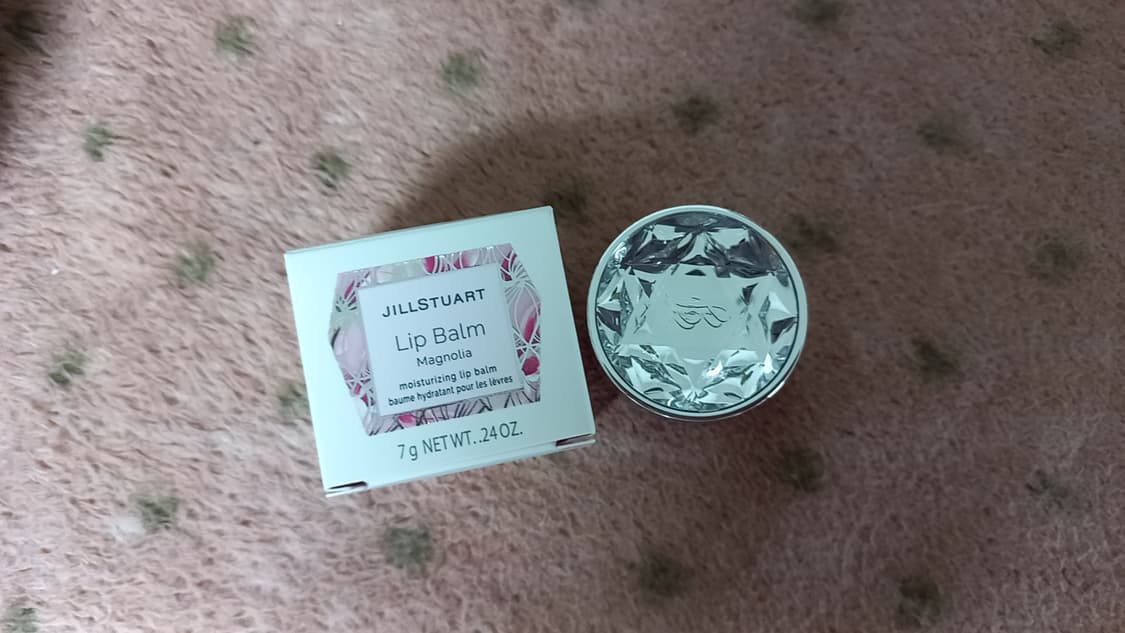 JILLSTUART
Lip Balm
Magnolia
moisturizing lip balm
baume hydratant pour les lèvres
7 g NET WT. .24 OZ.